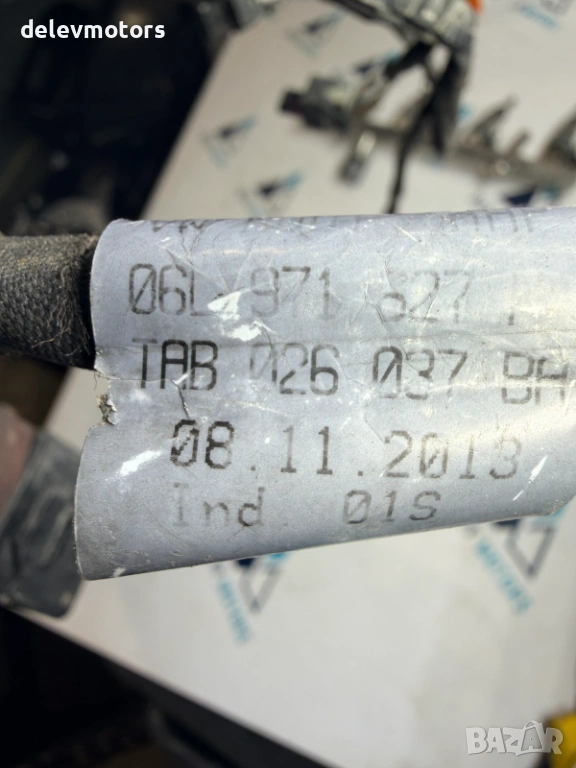 delevmotors
06L 971 627
TAB 026 037 BA
08.11.2013
Ind 01S
BAZAR